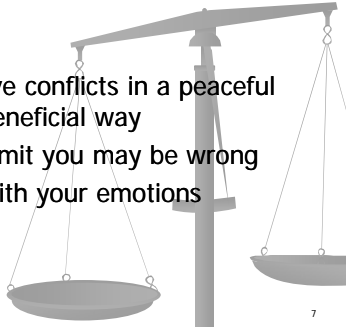 ve conflicts in a peaceful
eneficial way
mit you may be wrong
ith your emotions
7